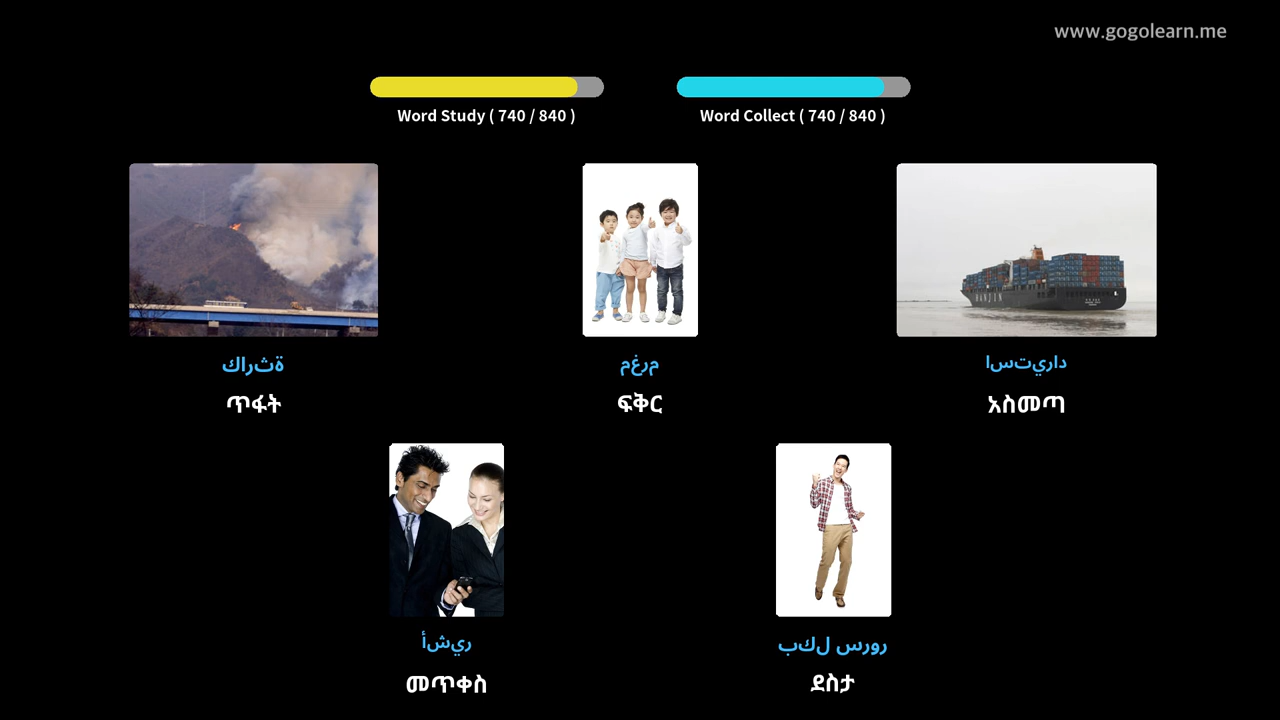 www.gogolearn.me
Word Study ( 740 / 840 )
Word Collect ( 740 / 840 )
كارثة
ጥፋት
مغرم
ፍቅር
استيراد
አስመጣ
أشير
መጥቀስ
بكل سرور
ደስታ